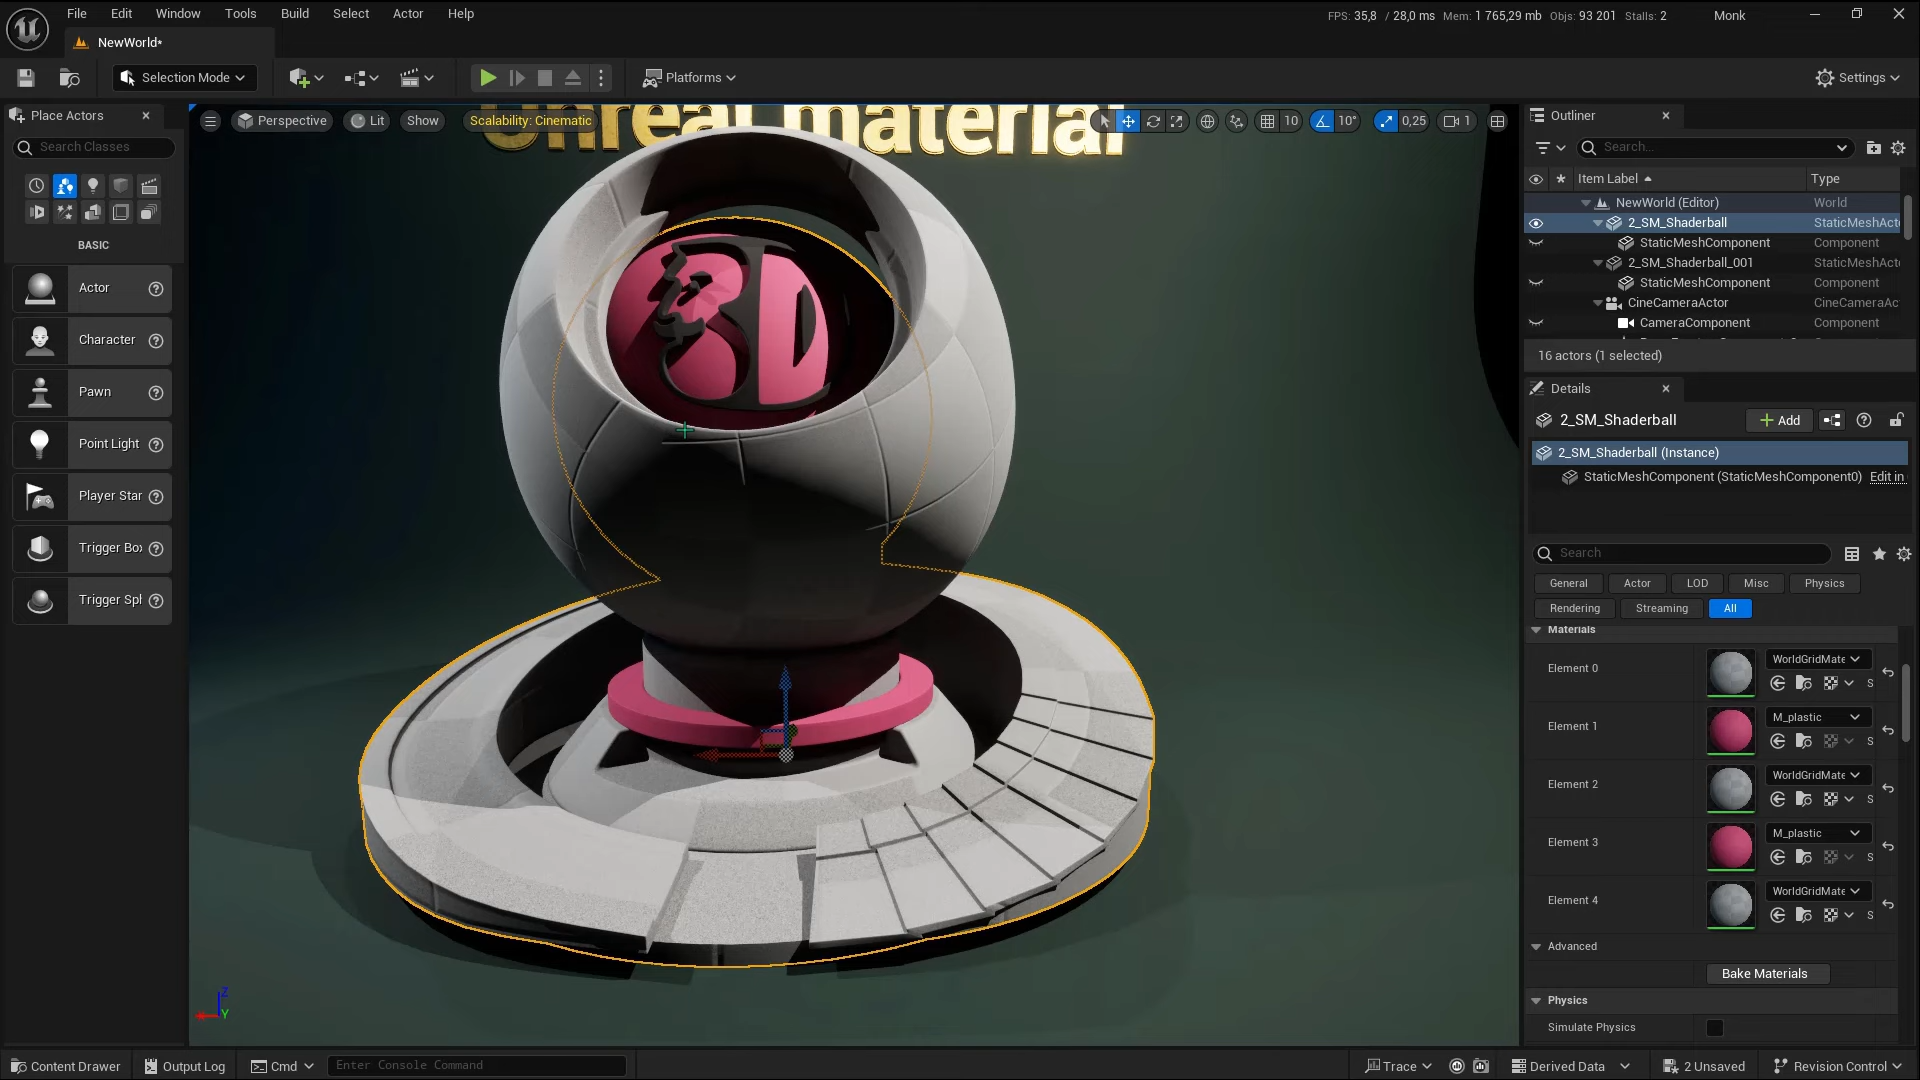 File Edit Window Tools Build Select Actor Help
FPS: 35,8 / 28,0 ms Mem: 1 765,29 mb Objs: 93 201 Stalls: 2
Monk
NewWorld*
Selection Mode
Platforms
Settings
Place Actors
Search Classes
BASIC
Actor
Character
Pawn
Point Light
Player Star
Trigger Box
Trigger Sph
Perspective
Lit
Show
Scalability: Cinematic
10
10°
0,25
1
Unreal material
3D
Z
Y
Outliner
Search...
Item Label Type
NewWorld (Editor) World
2_SM_Shaderball StaticMeshActo
StaticMeshComponent Component
2_SM_Shaderball_001 StaticMeshActo
StaticMeshComponent Component
CineCameraActor CineCameraAc
CameraComponent Component
16 actors (1 selected)
Details
2_SM_Shaderball
Add
2_SM_Shaderball (Instance)
StaticMeshComponent (StaticMeshComponent0) Edit in
Search
General Actor LOD Misc Physics
Rendering Streaming All
Materials
Element 0 WorldGridMate
S
Element 1 M_plastic
S
Element 2 WorldGridMate
S
Element 3 M_plastic
S
Element 4 WorldGridMate
S
Advanced
Bake Materials
Physics
Simulate Physics
Content Drawer
Output Log
Cmd
Enter Console Command
Trace
Derived Data
2 Unsaved
Revision Control